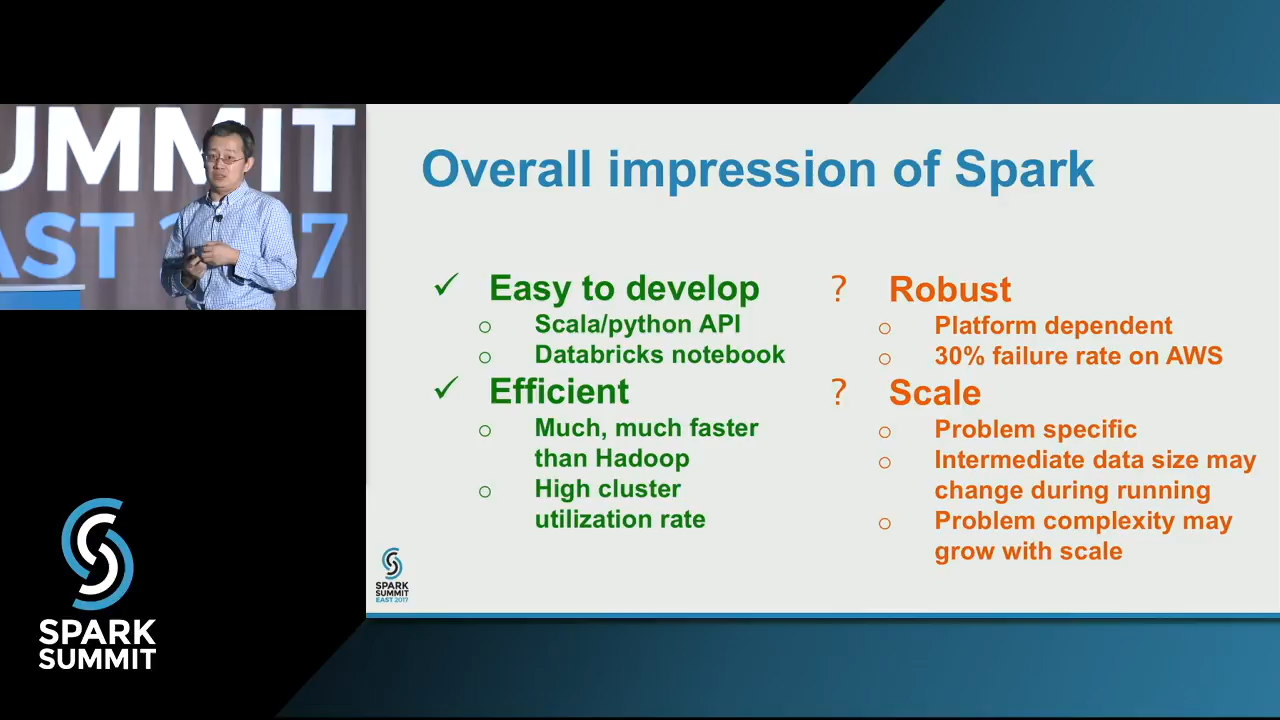 UMMIT
EAST 2017
Overall impression of Spark
✓ Easy to develop
o Scala/python API
o Databricks notebook
✓ Efficient
o Much, much faster
than Hadoop
o High cluster
utilization rate
? Robust
o Platform dependent
o 30% failure rate on AWS
? Scale
o Problem specific
o Intermediate data size may
change during running
o Problem complexity may
grow with scale
SPARK
SUMMIT
EAST 2017
SPARK
SUMMIT